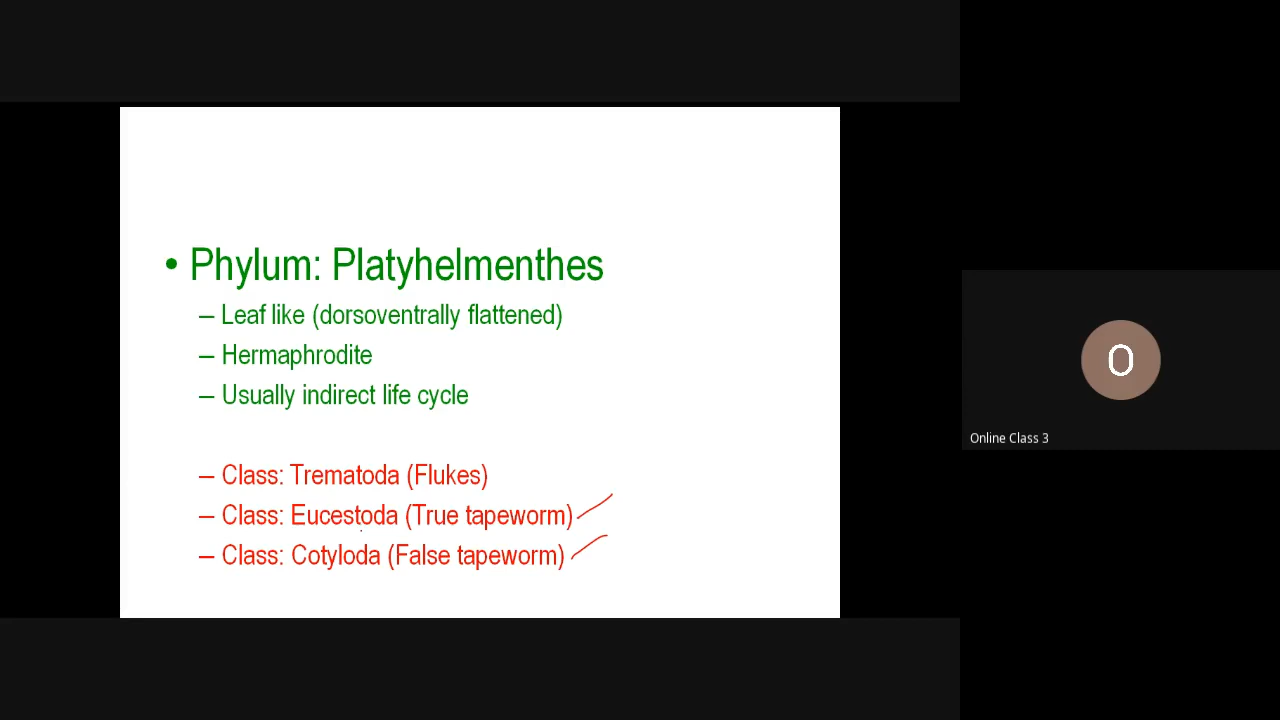 • Phylum: Platyhelmenthes
– Leaf like (dorsoventrally flattened)
– Hermaphrodite
– Usually indirect life cycle
– Class: Trematoda (Flukes)
– Class: Eucestoda (True tapeworm)
– Class: Cotyloda (False tapeworm)
O
Online Class 3